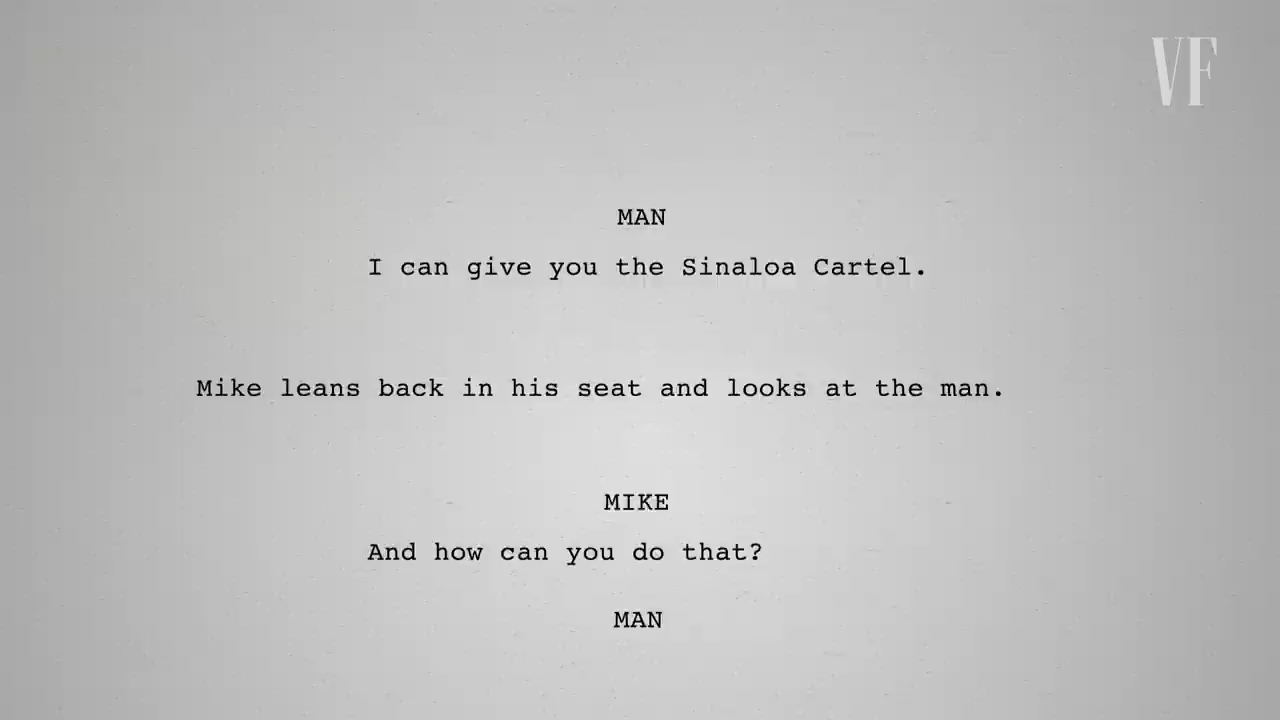 VF
MAN
I can give you the Sinaloa Cartel.
Mike leans back in his seat and looks at the man.
MIKE
And how can you do that?
MAN